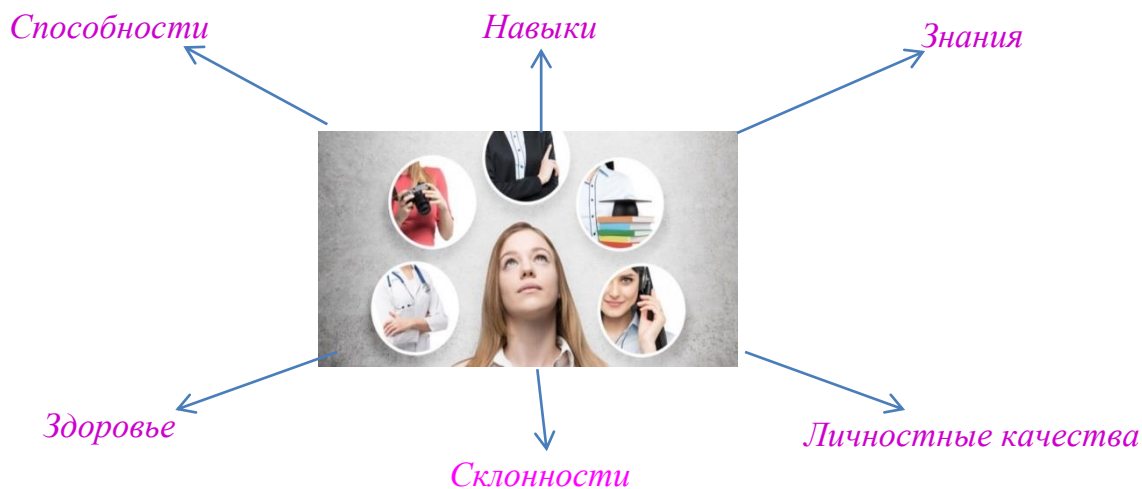 Способности
Навыки
Знания
Здоровье
Склонности
Личностные качества